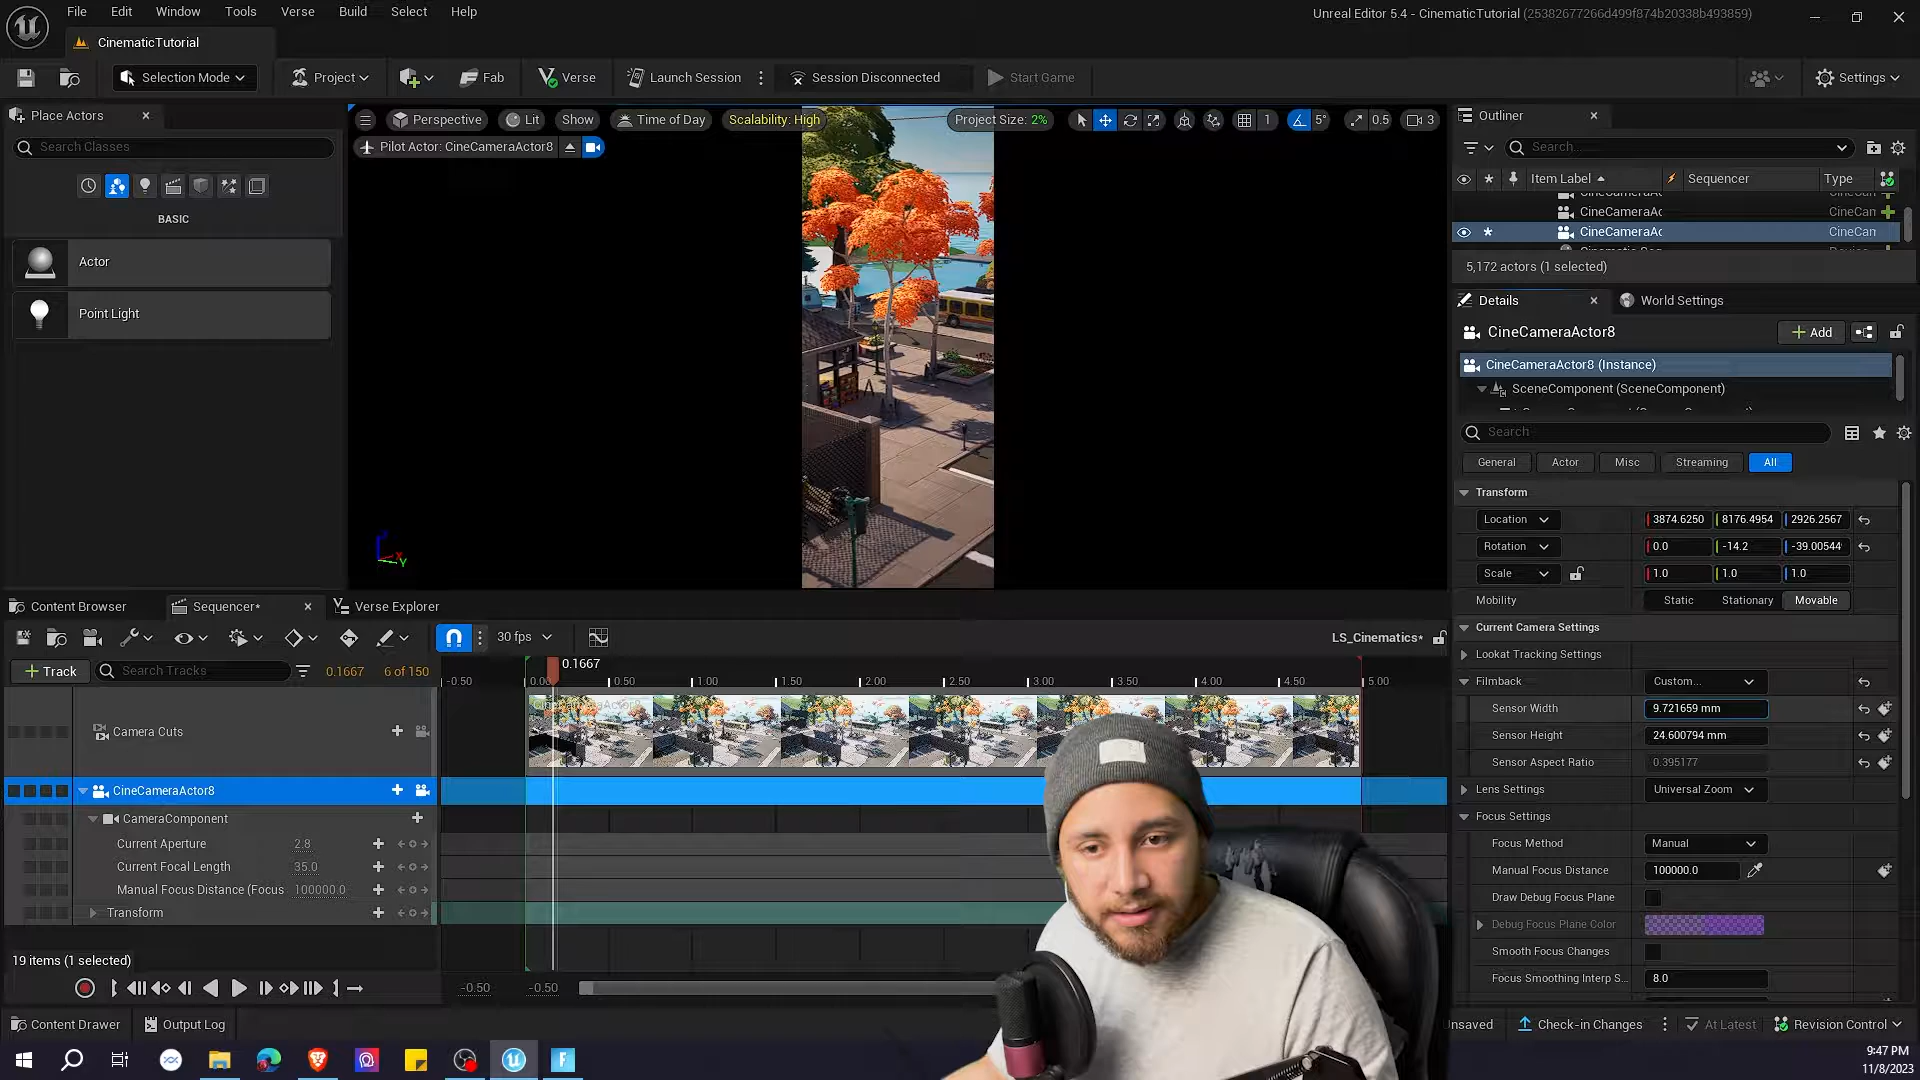 File Edit Window Tools Verse Build Select Help
Unreal Editor 5.4 - CinematicTutorial (25382677266d499f874b20338b493859)
CinematicTutorial
Selection Mode Project Fab Verse Launch Session Session Disconnected Start Game Settings
Place Actors
Search Classes
BASIC
Actor
Point Light
Perspective Lit Show Time of Day Scalability: High Project Size: 2% 1 5° 0.5 3
Pilot Actor: CineCameraActor8
X
Y
Outliner
Search...
Item Label Sequencer Type
CineCameraAc CineCam
CineCameraAc CineCam
5,172 actors (1 selected)
Details World Settings
CineCameraActor8 Add
CineCameraActor8 (Instance)
SceneComponent (SceneComponent)
Search
General Actor Misc Streaming All
Transform
Location 3874.6250 8176.4954 2926.2567
Rotation 0.0 -14.2 -39.00544
Scale 1.0 1.0 1.0
Mobility Static Stationary Movable
Current Camera Settings
Lookat Tracking Settings
Filmback Custom...
Sensor Width 9.721659 mm
Sensor Height 24.600794 mm
Sensor Aspect Ratio 0.395177
Lens Settings Universal Zoom
Focus Settings
Focus Method Manual
Manual Focus Distance 100000.0
Draw Debug Focus Plane
Debug Focus Plane Color
Smooth Focus Changes
Focus Smoothing Interp S... 8.0
Content Browser Sequencer* Verse Explorer
30 fps LS_Cinematics*
Track Search Tracks 0.1667 6 of 150
0.1667
-0.50 0.00 0.50 1.00 1.50 2.00 2.50 3.00 3.50 4.00 4.50 5.00
Camera Cuts
CineCameraActor8
CameraComponent
Current Aperture 2.8
Current Focal Length 35.0
Manual Focus Distance (Focus 100000.0
Transform
19 items (1 selected)
-0.50 -0.50
Content Drawer Output Log
Unsaved Check-in Changes At Latest Revision Control
9:47 PM
11/8/2023